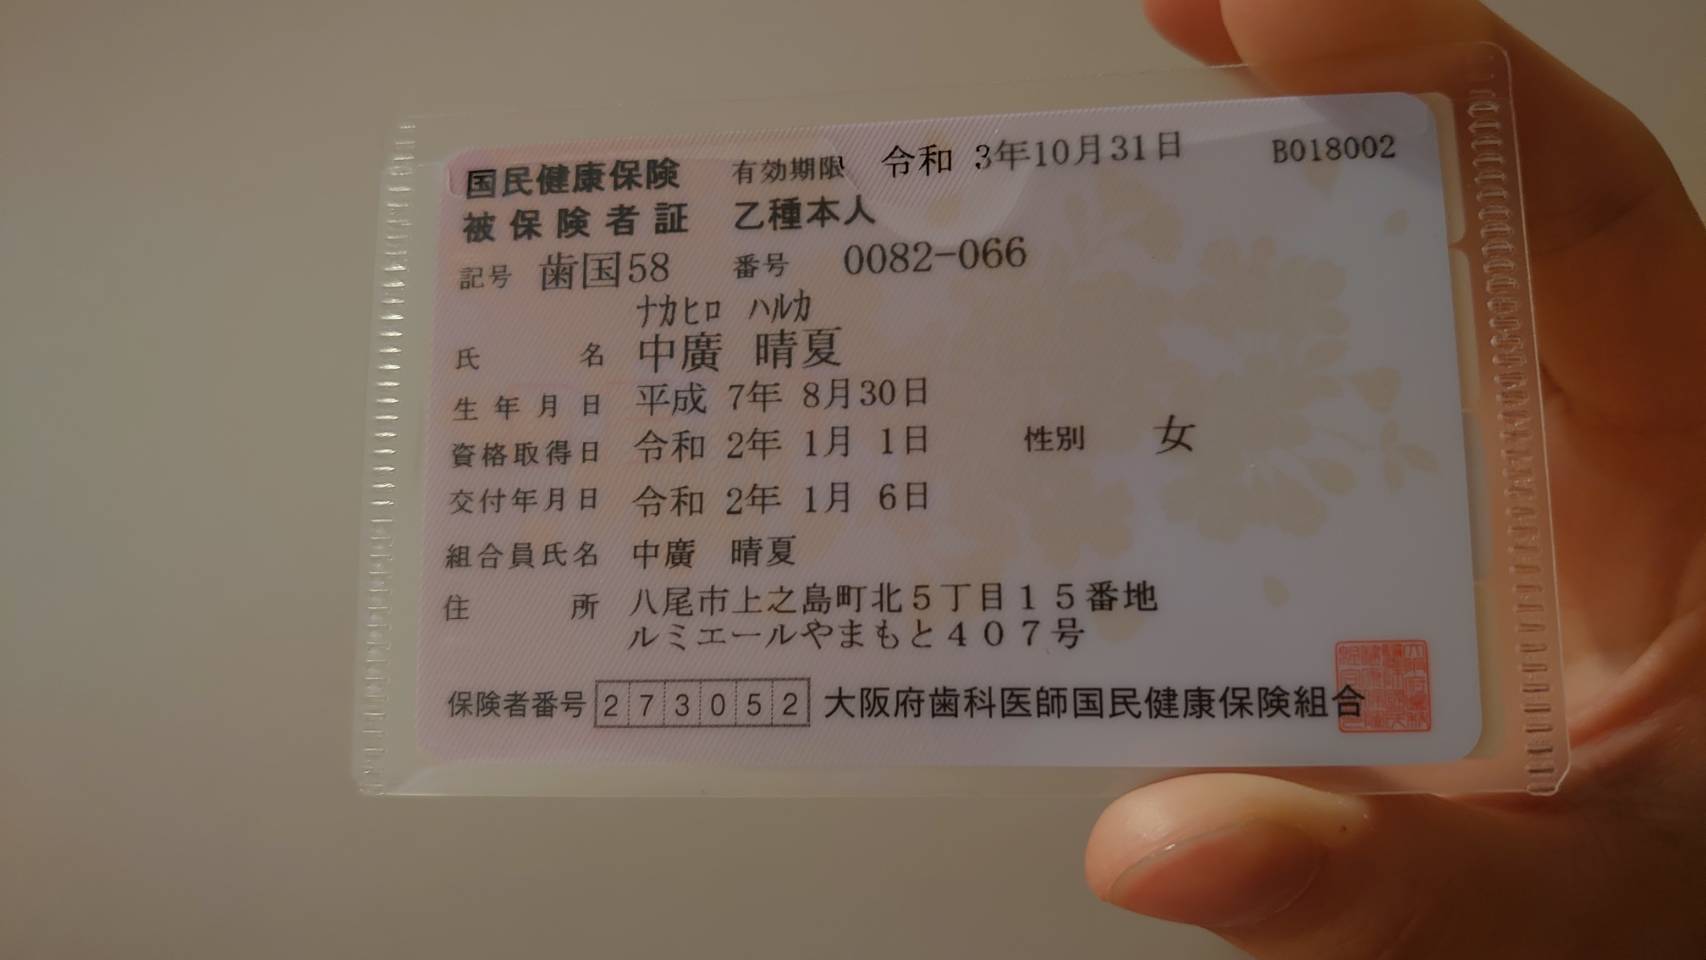 国民健康保険 有効期限 令和 3年10月31日 B018002
被保険者証 乙種本人
記号 歯国58 番号 0082-066
ナカヒロ ハルカ
氏名 中廣 晴夏
生年月日 平成 7年 8月30日
資格取得日 令和 2年 1月 1日 性別 女
交付年月日 令和 2年 1月 6日
組合員氏名 中廣 晴夏
住所 八尾市上之島町北5丁目15番地
ルミエールやまもと407号
保険者番号 273052 大阪府歯科医師国民健康保険組合